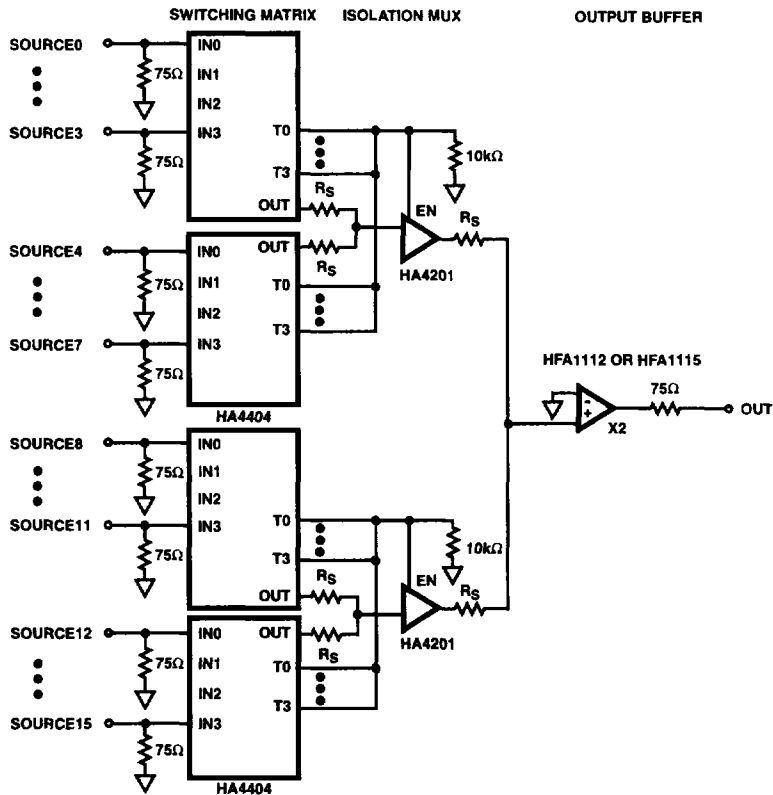 SWITCHING MATRIX ISOLATION MUX OUTPUT BUFFER
SOURCE0
IN0
75Ω
IN1
IN2
SOURCE3
IN3
T0
75Ω
T3
10kΩ
RS
OUT
EN
RS
SOURCE4
IN0
OUT
RS
HA4201
75Ω
IN1
T0
IN2
T3
SOURCE7
IN3
75Ω
HFA1112 OR HFA1115
75Ω
-
+
OUT
X2
HA4404
SOURCE8
IN0
75Ω
IN1
IN2
SOURCE11
IN3
T0
75Ω
T3
10kΩ
RS
OUT
EN
RS
SOURCE12
IN0
OUT
RS
HA4201
75Ω
IN1
T0
IN2
T3
SOURCE15
IN3
75Ω
HA4404